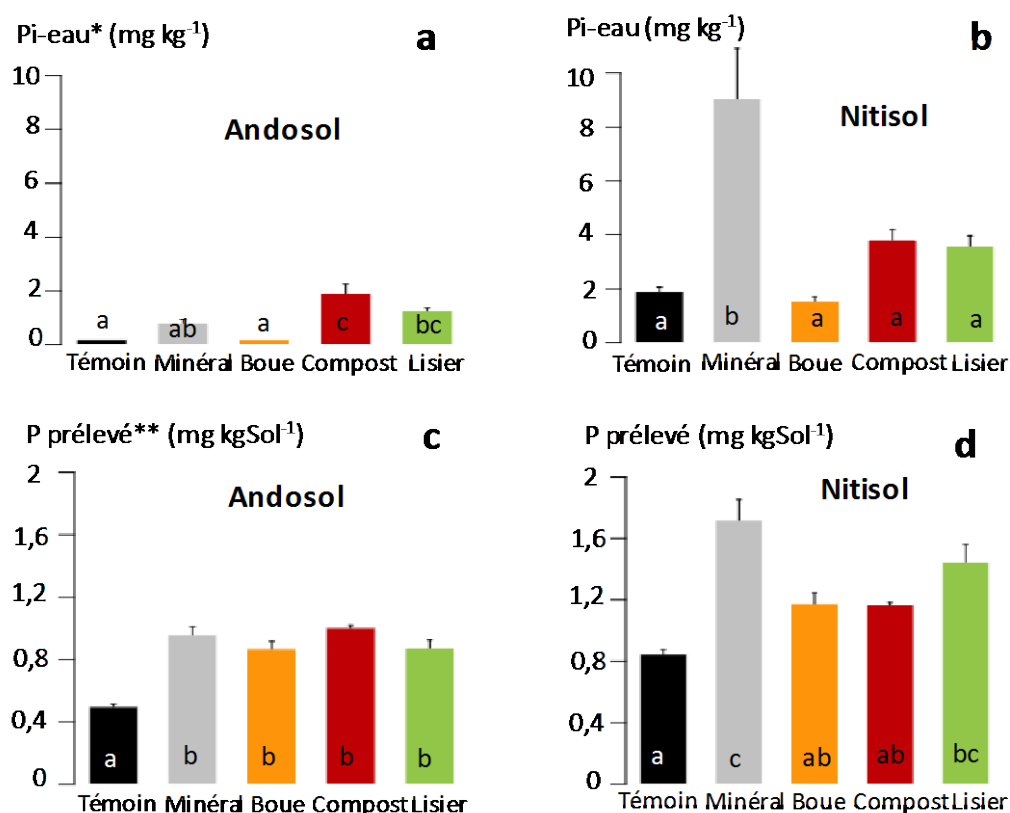 Pi-eau* (mg kg-1)
a
10
8
6
4
2
0
Andosol
a
ab
a
c
bc
Témoin Minéral Boue Compost Lisier
Pi-eau (mg kg-1)
b
10
8
6
4
2
0
Nitisol
a
b
a
a
a
Témoin Minéral Boue Compost Lisier
P prélevé** (mg kgSol-1)
c
2
1,6
1,2
0,8
0,4
0
Andosol
a
b
b
b
b
Témoin Minéral Boue Compost Lisier
P prélevé (mg kgSol-1)
d
2
1,6
1,2
0,8
0,4
0
Nitisol
a
c
ab
ab
bc
Témoin Minéral Boue Compost Lisier